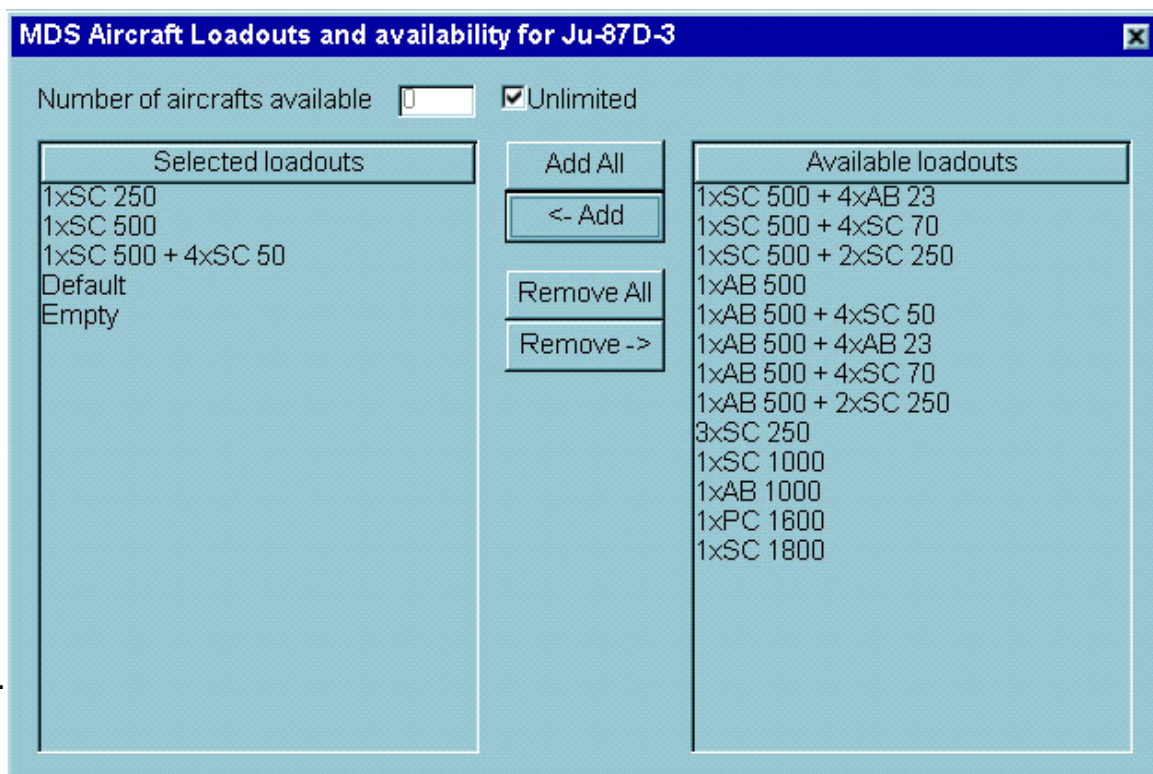 MDS Aircraft Loadouts and availability for Ju-87D-3
Number of aircrafts available 0 Unlimited
Selected loadouts
1xSC 250
1xSC 500
1xSC 500 + 4xSC 50
Default
Empty
Add All
<- Add
Remove All
Remove ->
Available loadouts
1xSC 500 + 4xAB 23
1xSC 500 + 4xSC 70
1xSC 500 + 2xSC 250
1xAB 500
1xAB 500 + 4xSC 50
1xAB 500 + 4xAB 23
1xAB 500 + 4xSC 70
1xAB 500 + 2xSC 250
3xSC 250
1xSC 1000
1xAB 1000
1xPC 1600
1xSC 1800
.